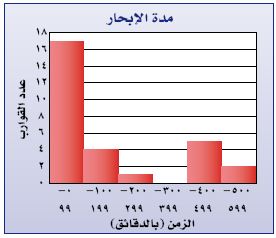 مدة الإبحار
عدد القوارب
١٨
١٦
١٤
١٢
١٠
٨
٦
٤
٢
٠
٠– ١٠٠– ٢٠٠– ٣٠٠– ٤٠٠– ٥٠٠–
٩٩ ١٩٩ ٢٩٩ ٣٩٩ ٤٩٩ ٥٩٩
الزمن (بالدقائق)